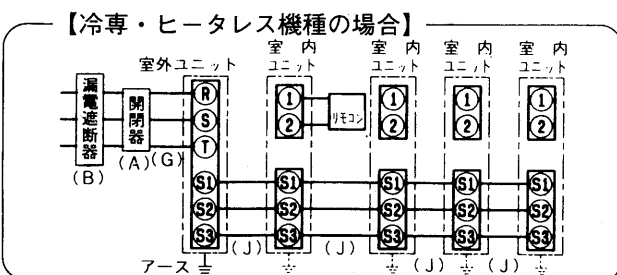 【冷専・ヒータレス機種の場合】
室外ユニット
室内ユニット
室内ユニット
室内ユニット
室内ユニット
漏電遮断器
(B)
開閉器
(A)
(G)
R
S
T
S1
S2
S3
1
2
リモコン
1
2
1
2
1
2
S1
S2
S3
S1
S2
S3
S1
S2
S3
S1
S2
S3
アース
(J)
(J)
(J)
(J)